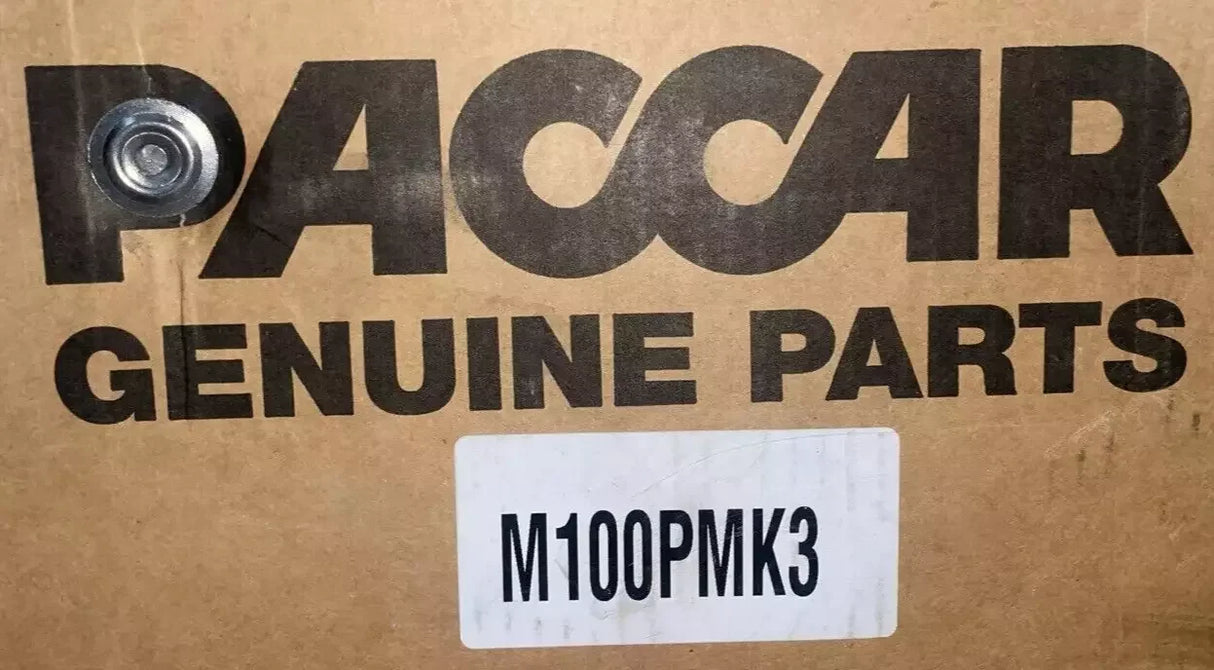 PACCAR
GENUINE PARTS
M100PMK3